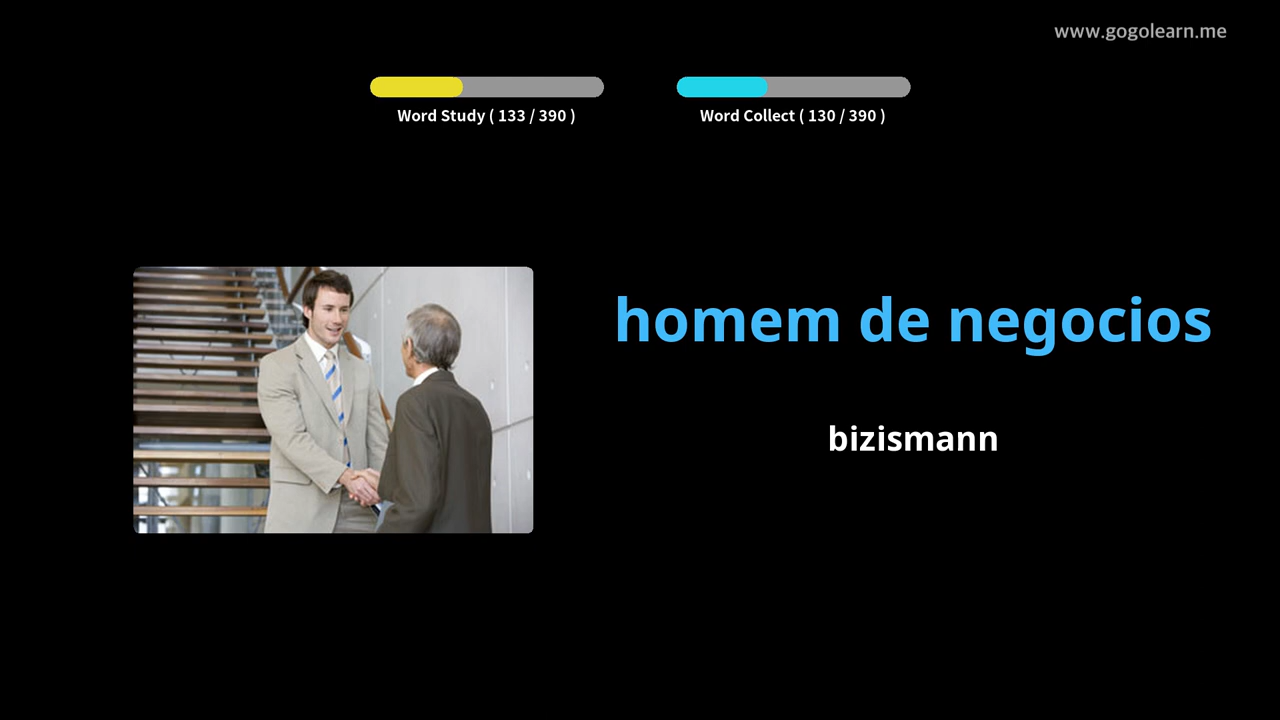 www.gogolearn.me
Word Study ( 133 / 390 )
Word Collect ( 130 / 390 )
homem de negocios
bizismann